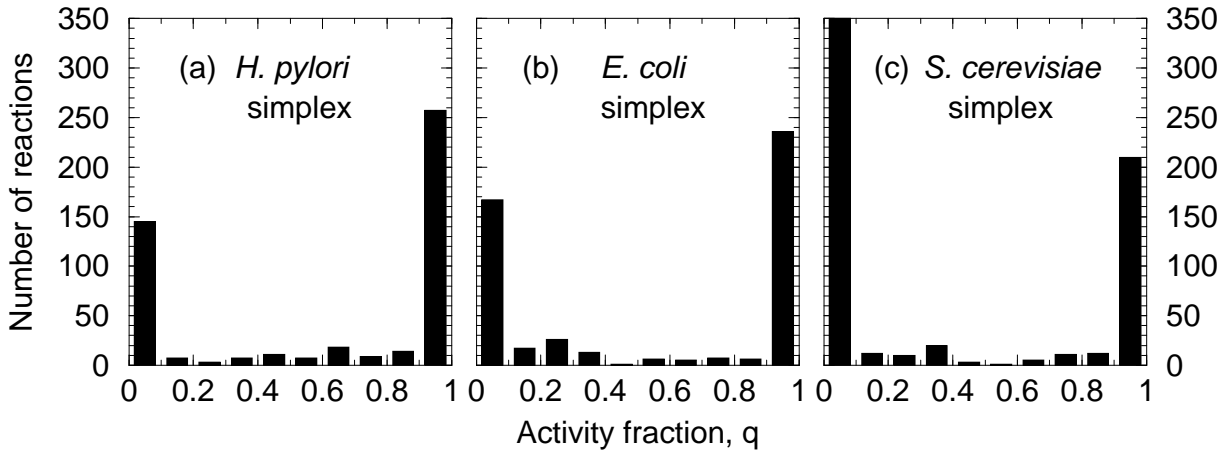 350
300
250
200
150
100
50
0
Number of reactions
(a) H. pylori
simplex
(b) E. coli
simplex
(c) S. cerevisiae
simplex
350
300
250
200
150
100
50
0
0 0.2 0.4 0.6 0.8 1
0 0.2 0.4 0.6 0.8 1
0 0.2 0.4 0.6 0.8 1
Activity fraction, q